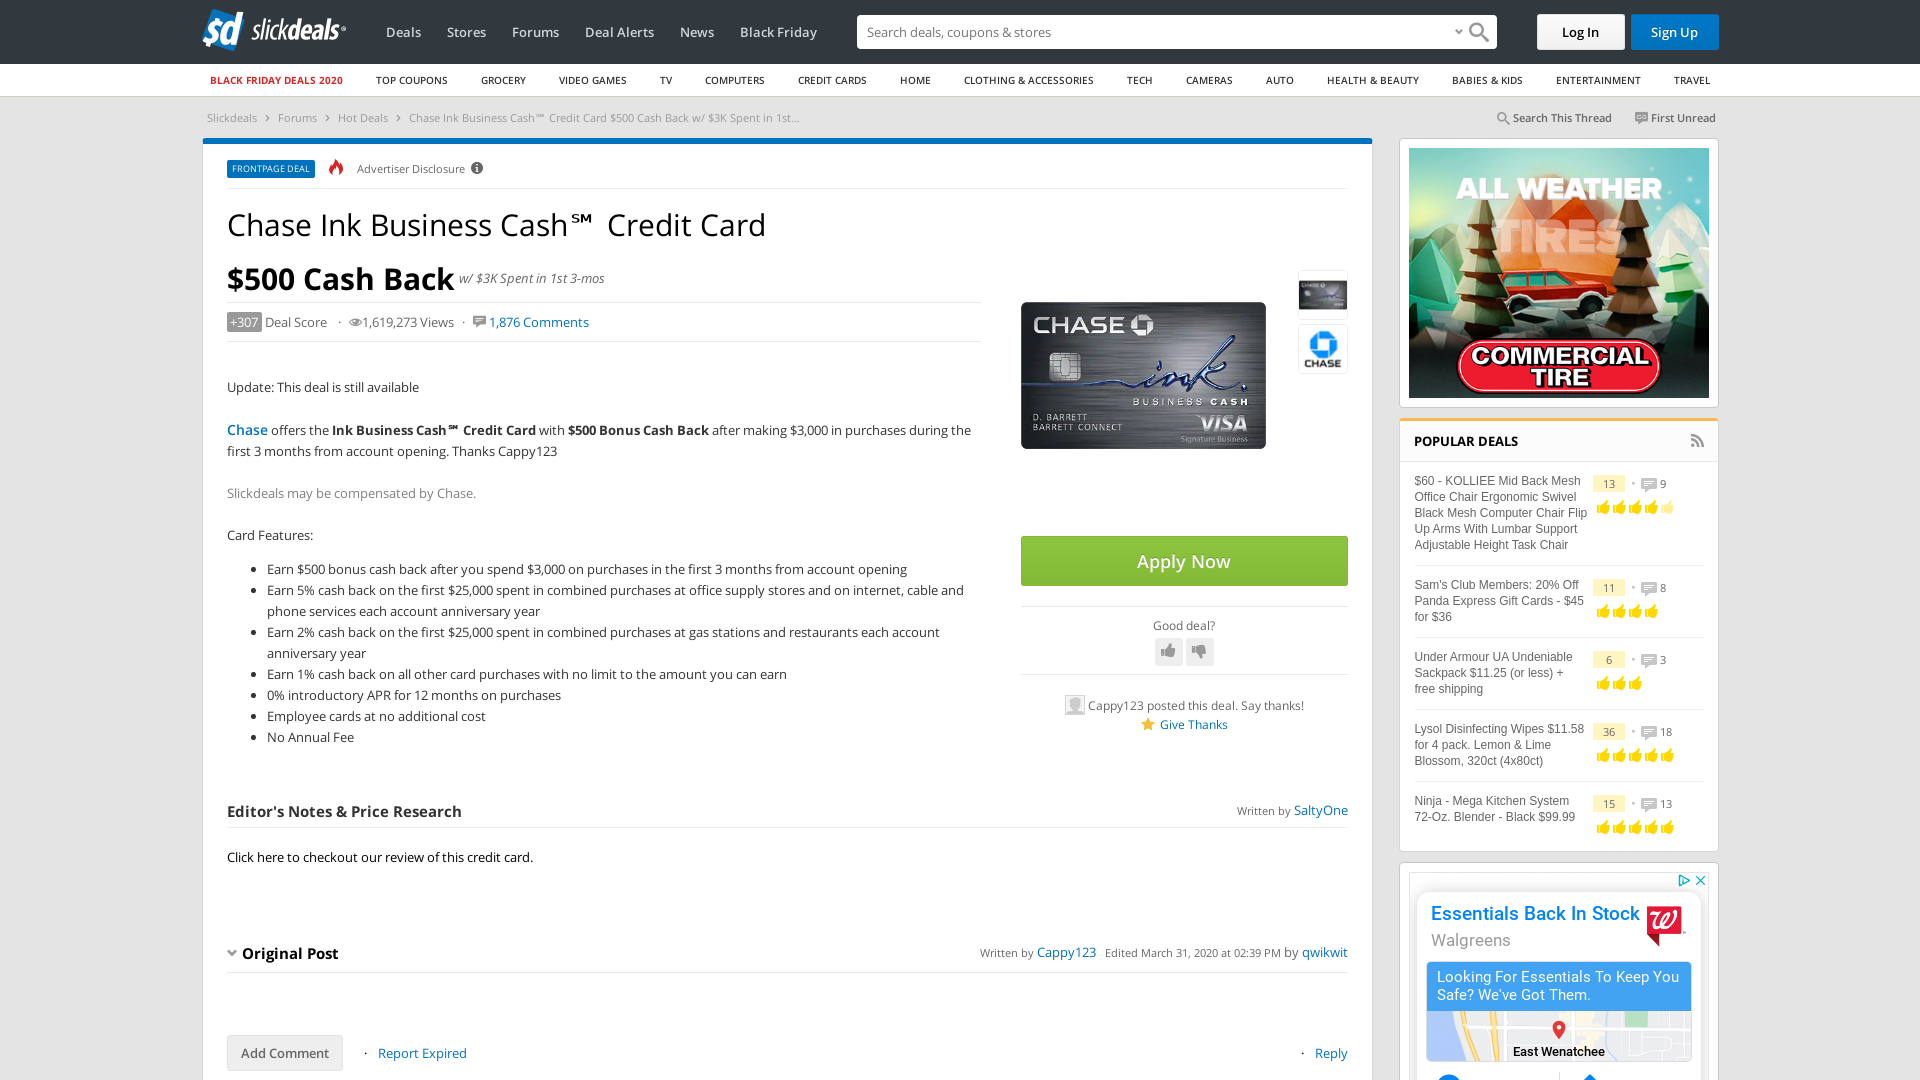 slickdeals
Deals
Stores
Forums
Deal Alerts
News
Black Friday
Search deals, coupons & stores
Log In
Sign Up
BLACK FRIDAY DEALS 2020
TOP COUPONS
GROCERY
VIDEO GAMES
TV
COMPUTERS
CREDIT CARDS
HOME
CLOTHING & ACCESSORIES
TECH
CAMERAS
AUTO
HEALTH & BEAUTY
BABIES & KIDS
ENTERTAINMENT
TRAVEL
Slickdeals > Forums > Hot Deals > Chase Ink Business Cash℠ Credit Card $500 Cash Back w/ $3K Spent in 1st...
Search This Thread
First Unread
FRONTPAGE DEAL
Advertiser Disclosure
Chase Ink Business Cash℠ Credit Card
$500 Cash Back w/ $3K Spent in 1st 3-mos
+307 Deal Score · 1,619,273 Views · 1,876 Comments
Update: This deal is still available
Chase offers the Ink Business Cash℠ Credit Card with $500 Bonus Cash Back after making $3,000 in purchases during the
first 3 months from account opening. Thanks Cappy123
Slickdeals may be compensated by Chase.
Card Features:
• Earn $500 bonus cash back after you spend $3,000 on purchases in the first 3 months from account opening
• Earn 5% cash back on the first $25,000 spent in combined purchases at office supply stores and on internet, cable and
phone services each account anniversary year
• Earn 2% cash back on the first $25,000 spent in combined purchases at gas stations and restaurants each account
anniversary year
• Earn 1% cash back on all other card purchases with no limit to the amount you can earn
• 0% introductory APR for 12 months on purchases
• Employee cards at no additional cost
• No Annual Fee
CHASE
ink.
BUSINESS CASH
D. BARRETT
BARRETT CONNECT
VISA
Signature Business
CHASE
CHASE
Apply Now
Good deal?
Cappy123 posted this deal. Say thanks!
Give Thanks
Editor's Notes & Price Research
Written by SaltyOne
Click here to checkout our review of this credit card.
Original Post
Written by Cappy123 Edited March 31, 2020 at 02:39 PM by qwikwit
Add Comment
· Report Expired
· Reply
ALL WEATHER
TIRES
COMMERCIAL
TIRE
POPULAR DEALS
$60 - KOLLIEE Mid Back Mesh
Office Chair Ergonomic Swivel
Black Mesh Computer Chair Flip
Up Arms With Lumbar Support
Adjustable Height Task Chair
13 • 9
Sam's Club Members: 20% Off
Panda Express Gift Cards - $45
for $36
11 • 8
Under Armour UA Undeniable
Sackpack $11.25 (or less) +
free shipping
6 • 3
Lysol Disinfecting Wipes $11.58
for 4 pack. Lemon & Lime
Blossom, 320ct (4x80ct)
36 • 18
Ninja - Mega Kitchen System
72-Oz. Blender - Black $99.99
15 • 13
Essentials Back In Stock
Walgreens
Looking For Essentials To Keep You
Safe? We've Got Them.
East Wenatchee